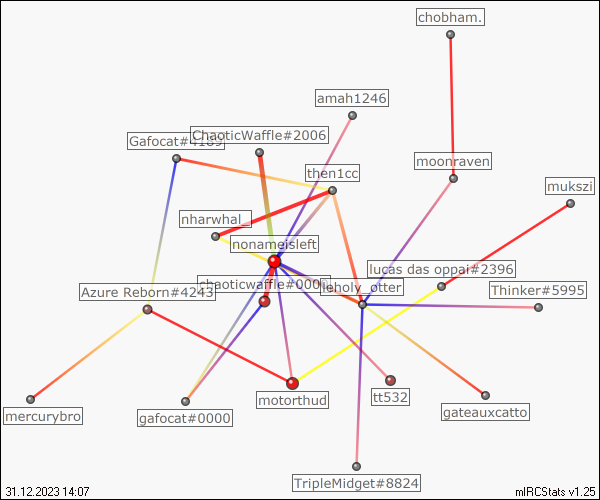 chobham.
amah1246
ChaoticWaffle#2006
Gafocat#4189
moonraven
then1cc
mukszi
nharwhal_
nonameisleft
lucas das oppai#2396
chaoticwaffle#0000
leholy_otter
Thinker#5995
Azure Reborn#4243
motorthud
tt532
mercurybro
gafocat#0000
gateauxcatto
TripleMidget#8824
31.12.2023 14:07
mIRCStats v1.25